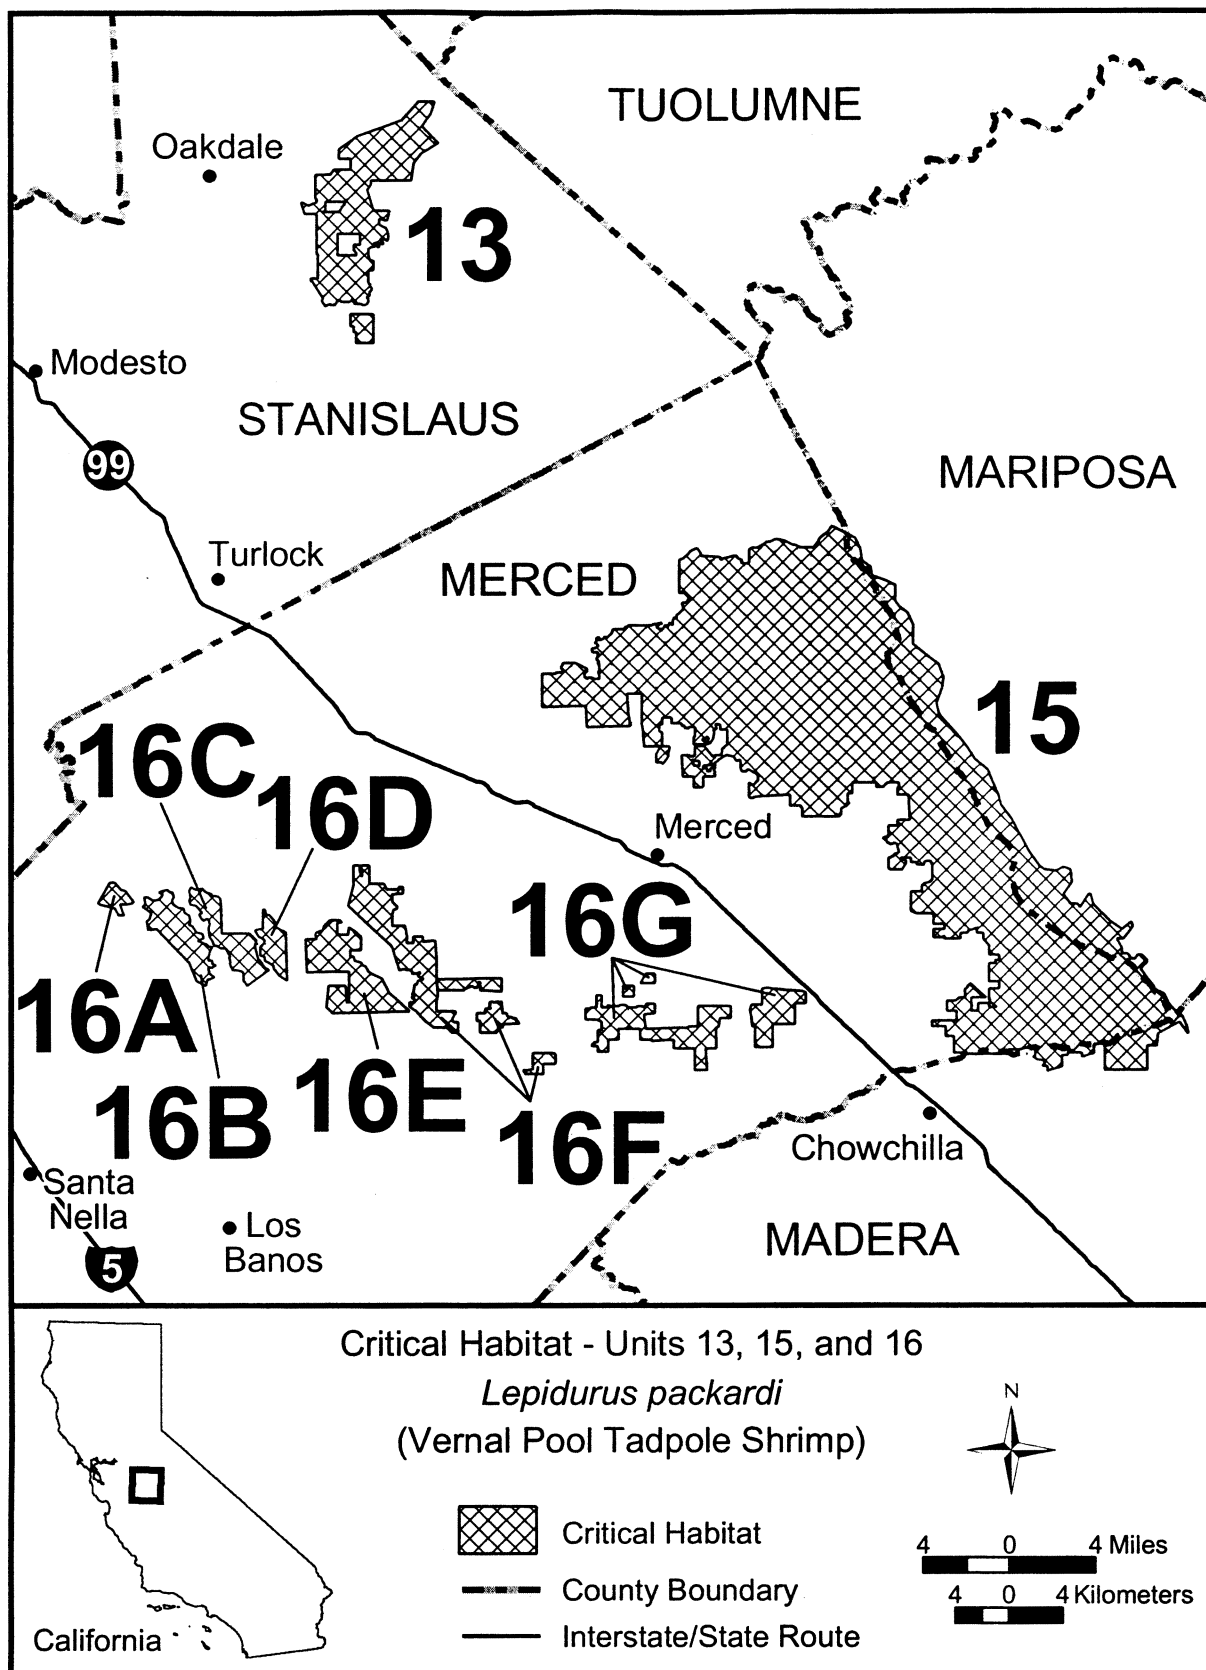 TUOLUMNE
Oakdale
13
Modesto
STANISLAUS
MARIPOSA
99
Turlock
MERCED
15
16C
16D
Merced
16G
16A
16E
16B
16F
Chowchilla
Santa
Nella
Los
Banos
MADERA
5
Critical Habitat - Units 13, 15, and 16
Lepidurus packardi
(Vernal Pool Tadpole Shrimp)
N
Critical Habitat
County Boundary
Interstate/State Route
4 0 4 Miles
4 0 4 Kilometers
California